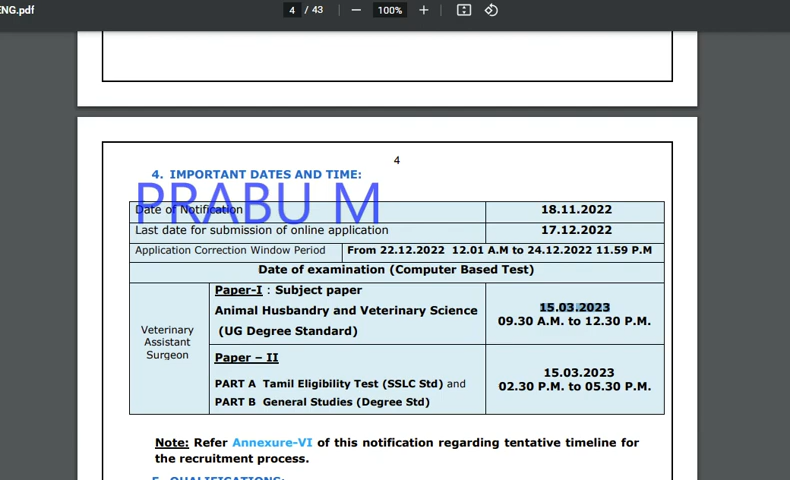 ENG.pdf
4 / 43
100%
4
4. IMPORTANT DATES AND TIME:
PRABU M
Date of Notification 18.11.2022
Last date for submission of online application 17.12.2022
Application Correction Window Period From 22.12.2022 12.01 A.M to 24.12.2022 11.59 P.M
Date of examination (Computer Based Test)
Veterinary
Assistant
Surgeon
Paper-I : Subject paper
Animal Husbandry and Veterinary Science
(UG Degree Standard)
15.03.2023
09.30 A.M. to 12.30 P.M.
Paper – II
PART A Tamil Eligibility Test (SSLC Std) and
PART B General Studies (Degree Std)
15.03.2023
02.30 P.M. to 05.30 P.M.
Note: Refer Annexure-VI of this notification regarding tentative timeline for
the recruitment process.
5. QUALIFICATIONS: